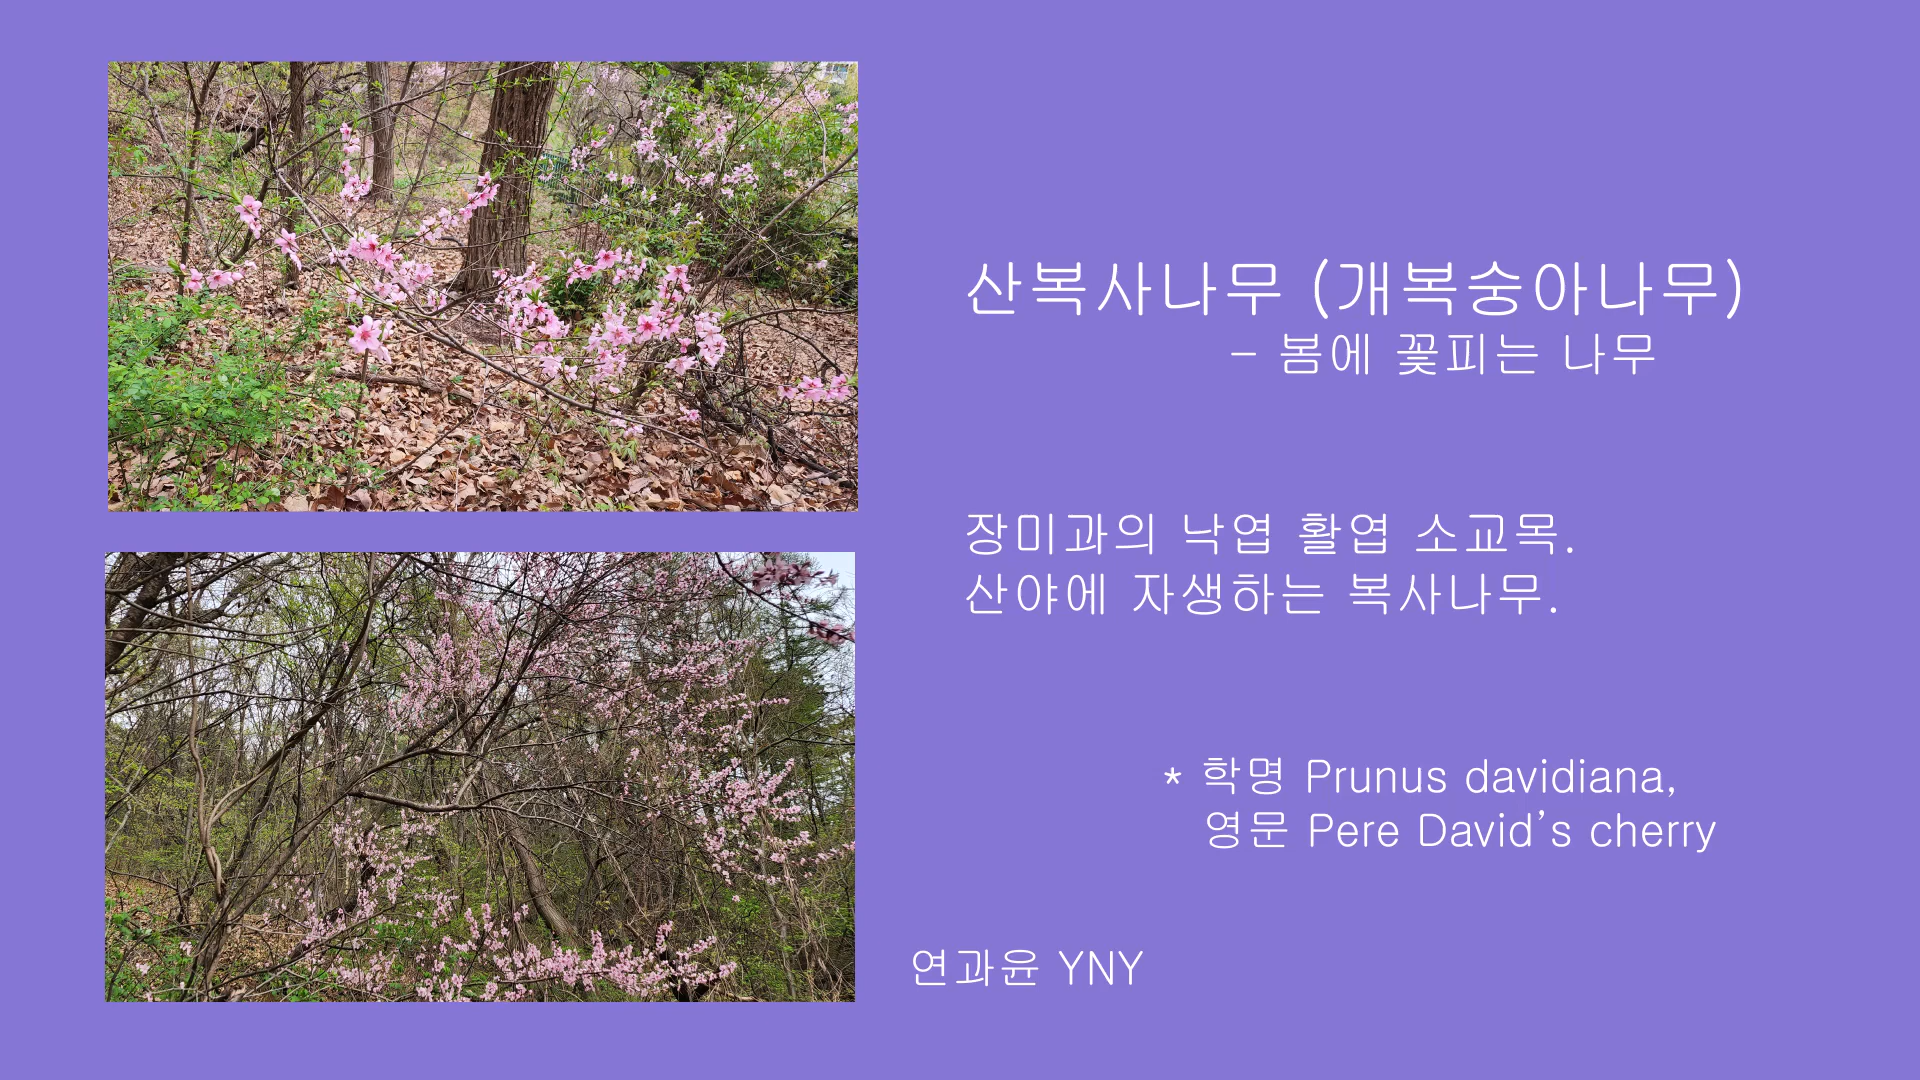 산복사나무 (개복숭아나무)
- 봄에 꽃피는 나무
장미과의 낙엽 활엽 소교목.
산야에 자생하는 복사나무.
* 학명 Prunus davidiana,
영문 Pere David's cherry
연과윤 YNY